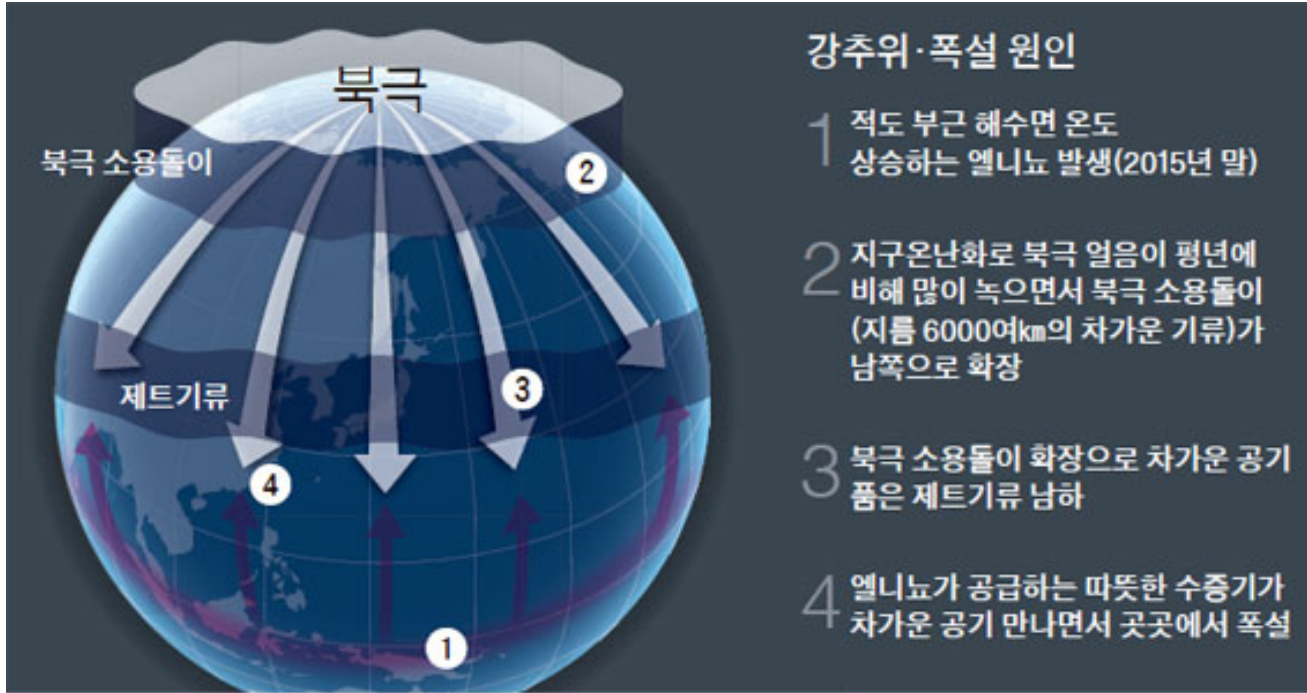 북극
북극 소용돌이
2
제트기류
3
4
1
강추위·폭설 원인
1 적도 부근 해수면 온도
상승하는 엘니뇨 발생(2015년 말)
2 지구온난화로 북극 얼음이 평년에
비해 많이 녹으면서 북극 소용돌이
(지름 6000여㎞의 차가운 기류)가
남쪽으로 화장
3 북극 소용돌이 화장으로 차가운 공기
품은 제트기류 남하
4 엘니뇨가 공급하는 따뜻한 수증기가
차가운 공기 만나면서 곳곳에서 폭설